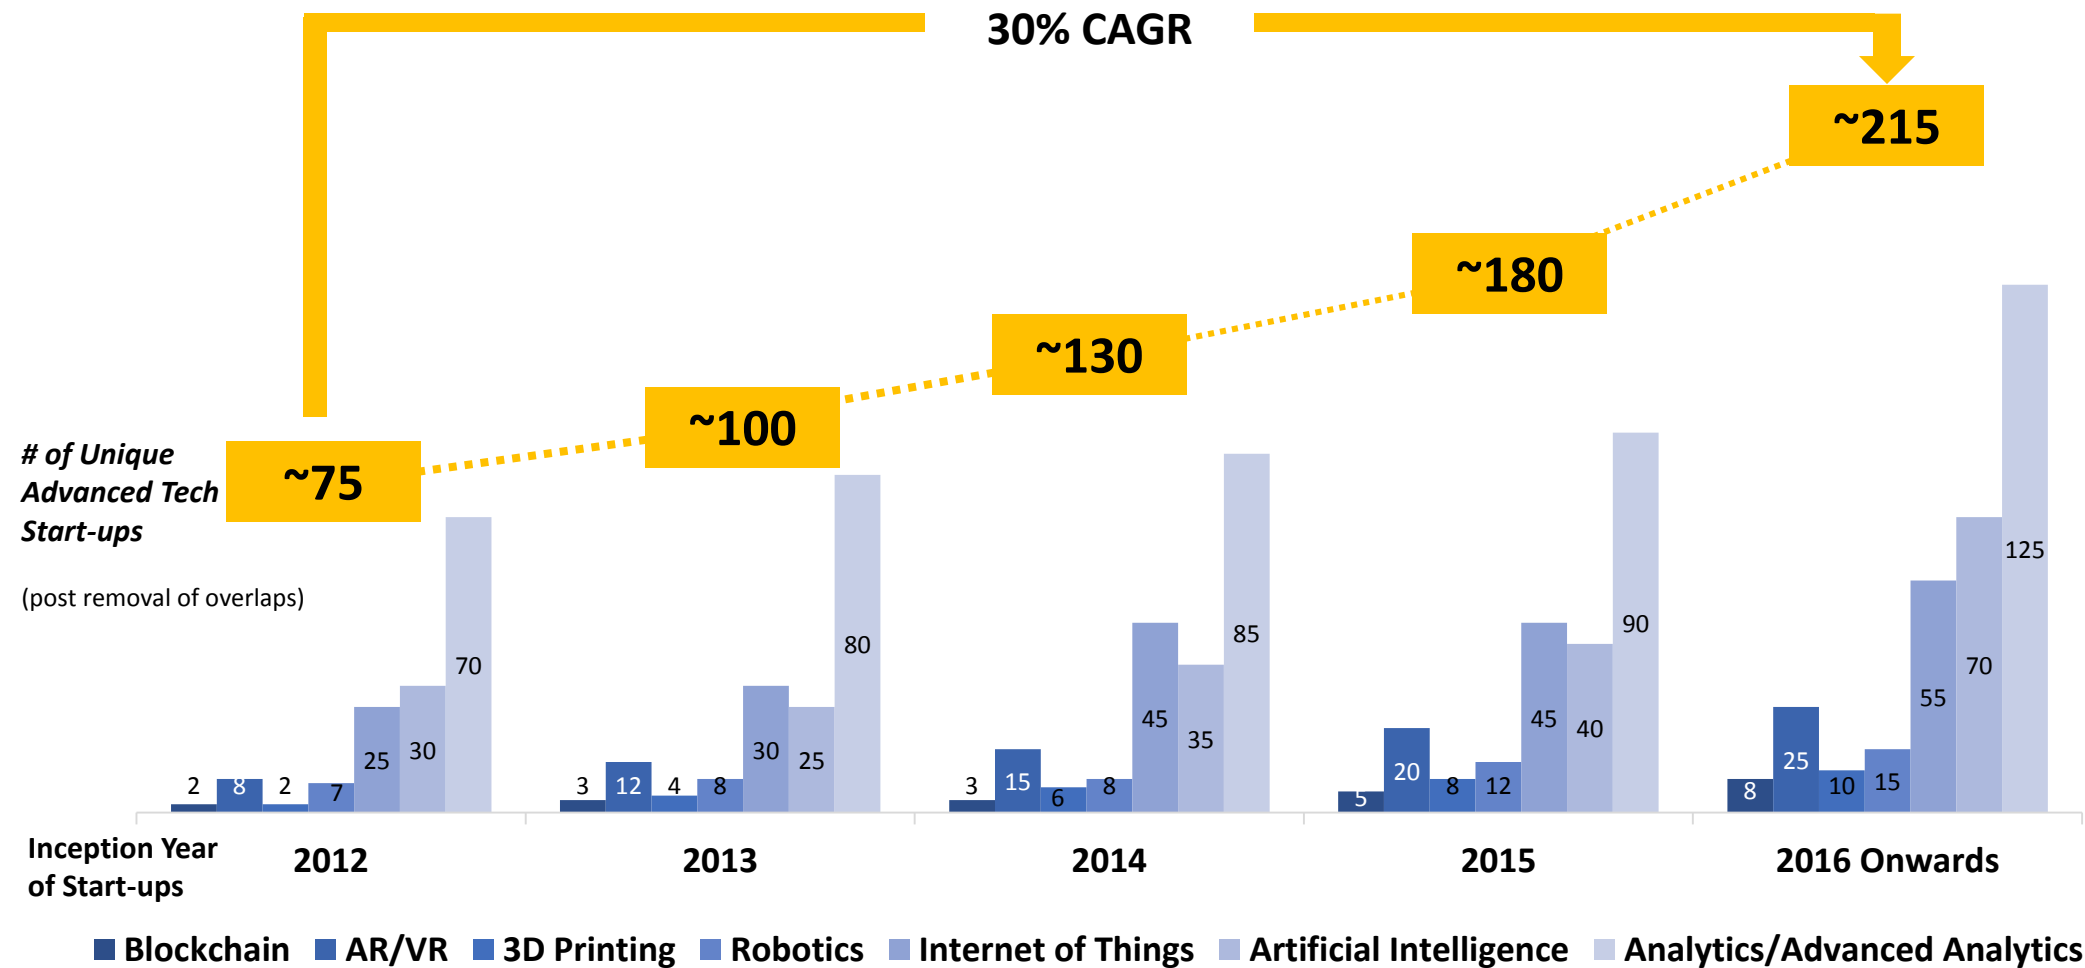 30% CAGR
~215
~180
~130
~100
~75
# of Unique
Advanced Tech
Start-ups
(post removal of overlaps)
2 8 2 7 25 30 70
3 12 4 8 30 25 80
3 15 6 8 45 35 85
5 20 8 12 45 40 90
8 25 10 15 55 70 125
Inception Year
of Start-ups
2012 2013 2014 2015 2016 Onwards
Blockchain AR/VR 3D Printing Robotics Internet of Things Artificial Intelligence Analytics/Advanced Analytics